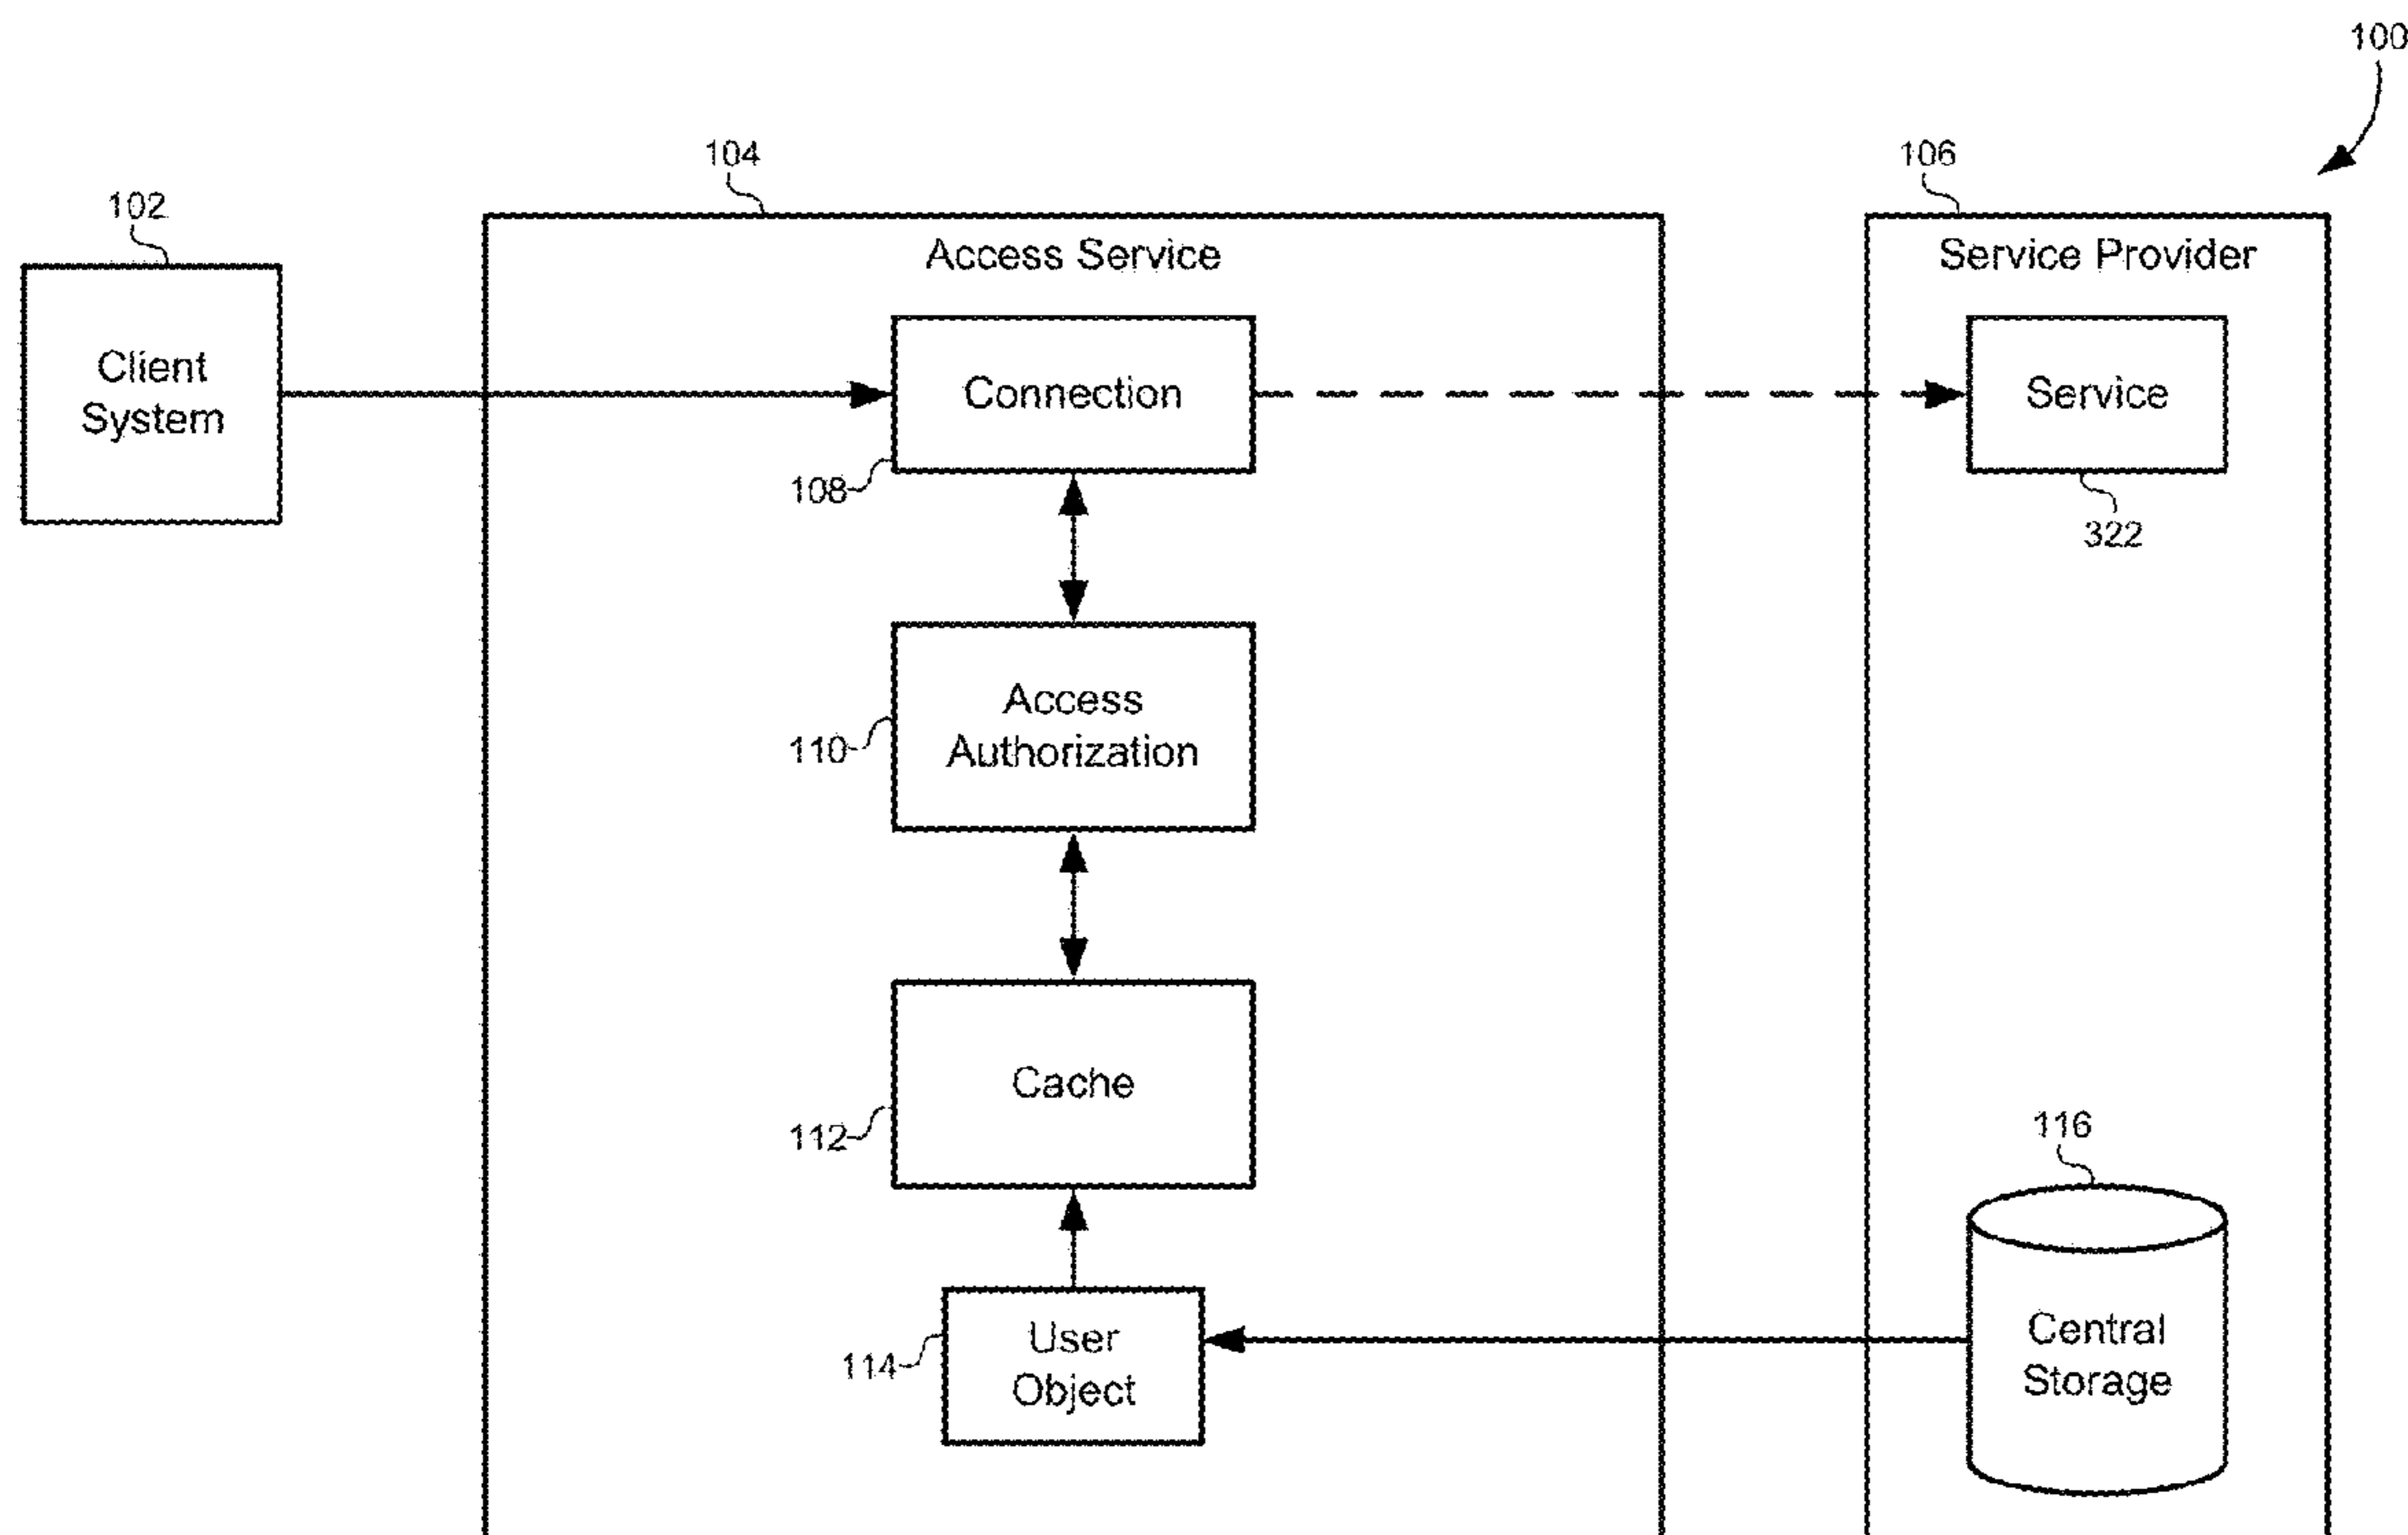 100
104
106
102
Access Service
Service Provider
Client
System
Connection
Service
108
322
Access
Authorization
110
Cache
112
116
User
Object
114
Central
Storage